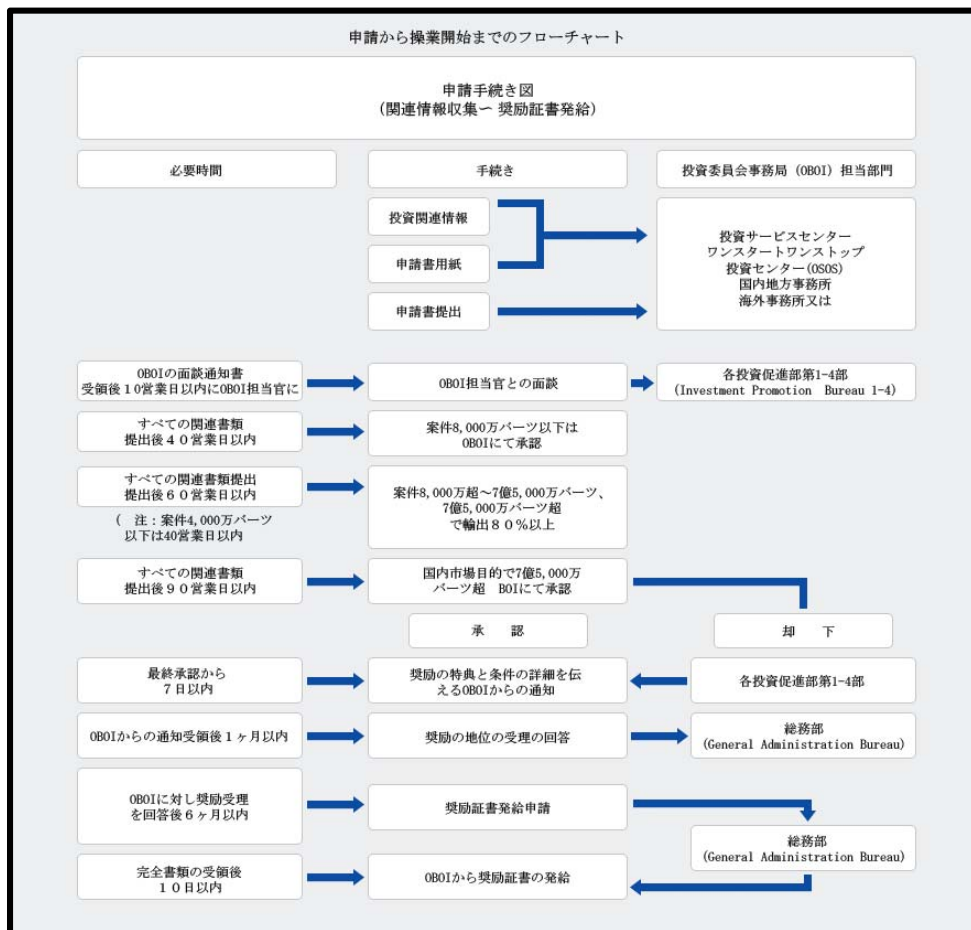 申請から操業開始までのフローチャート
申請手続き図
(関連情報収集〜 奨励証書発給)
必要時間
手続き
投資委員会事務局 (OBOI) 担当部門
投資関連情報
申請書用紙
申請書提出
投資サービスセンター
ワンスタートワンストップ
投資センター(OSOS)
国内地方事務所
海外事務所又は
OBOIの面談通知書
受領後10営業日以内にOBOI担当官に
OBOI担当官との面談
各投資促進部第1-4部
(Investment Promotion Bureau 1-4)
すべての関連書類
提出後40営業日以内
案件8,000万バーツ以下は
OBOIにて承認
すべての関連書類提出
提出後60営業日以内
( 注:案件4,000万バーツ
以下は40営業日以内
案件8,000万超〜7億5,000万バーツ、
7億5,000万バーツ超
で輸出80%以上
すべての関連書類
提出後90営業日以内
国内市場目的で7億5,000万
バーツ超 BOIにて承認
承 認
却 下
最終承認から
7日以内
奨励の特典と条件の詳細を伝
えるOBOIからの通知
各投資促進部第1-4部
OBOIからの通知受領後1ヶ月以内
奨励の地位の受理の回答
総務部
(General Administration Bureau)
OBOIに対し奨励受理
を回答後6ヶ月以内
奨励証書発給申請
総務部
(General Administration Bureau)
完全書類の受領後
10日以内
OBOIから奨励証書の発給